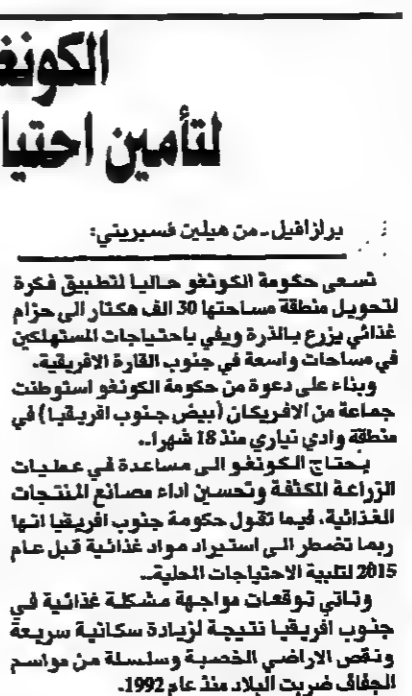 الكونغو
لتأمين احتيا
برازافيل ـ من هيلين قسيريني:
تسعى حكومة الكونغو حاليا لتطبيق فكرة
لتحويل منطقة مساحتها 30 الف هكتار الى حزام
غذائي يزرع بالذرة ويفي باحتياجات المستهلكين
في مساحات واسعة في جنوب القارة الافريقية.
وبناء على دعوة من حكومة الكونغو استوطنت
جماعة من الافريكان (بيض جنوب افريقيا) في
منطقة وادي نياري منذ 18 شهرا..
يحتاج الكونغو الى مساعدة في عمليات
الزراعة المكثفة وتحسين اداء مصانع المنتجات
الغذائية، فيما تقول حكومة جنوب افريقيا انها
ربما تضطر الى استيراد مواد غذائية قبل عام
2015 لتلبية الاحتياجات المحلية..
وتاتي توقعات مواجهة مشكلة غذائية في
جنوب افريقيا نتيجة لزيادة سكانية سريعة
ونقص الاراضي الخصبة وسلسلة من مواسم
الجفاف ضربت البلاد منذ عام 1992.